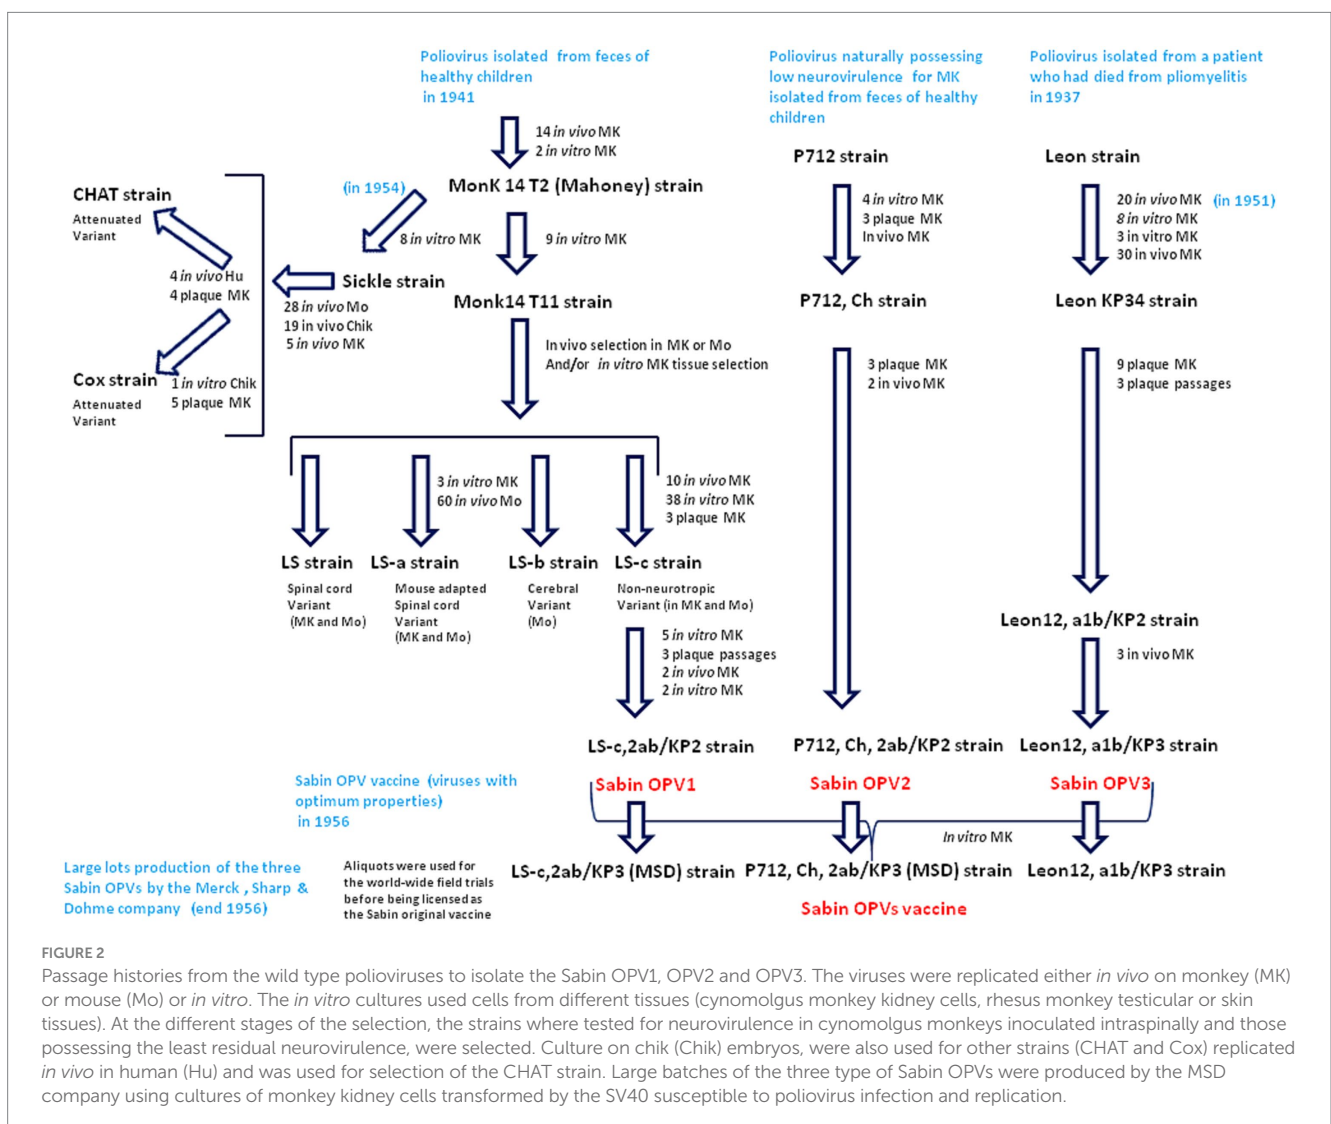 Poliovirus isolated from feces of
healthy children
in 1941
Poliovirus naturally possessing
low neurovirulence for MK
isolated from feces of healthy
children
Poliovirus isolated from a patient
who had died from pliomyelitis
in 1937
14 in vivo MK
2 in vitro MK
P712 strain
Leon strain
MonK 14 T2 (Mahoney) strain
(in 1954)
CHAT strain
Attenuated
Variant
4 in vitro MK
3 plaque MK
In vivo MK
20 in vivo MK (in 1951)
8 in vitro MK
3 in vitro MK
30 in vivo MK
8 in vitro MK
9 in vitro MK
4 in vivo Hu
4 plaque MK
Sickle strain
28 in vivo Mo
19 in vivo Chik
5 in vivo MK
Monk14 T11 strain
P712, Ch strain
Leon KP34 strain
In vivo selection in MK or Mo
And/or in vitro MK tissue selection
Cox strain
Attenuated
Variant
1 in vitro Chik
5 plaque MK
3 plaque MK
2 in vivo MK
9 plaque MK
3 plaque passages
3 in vitro MK
60 in vivo Mo
10 in vivo MK
38 in vitro MK
3 plaque MK
LS strain
Spinal cord
Variant
(MK and Mo)
LS-a strain
Mouse adapted
Spinal cord
Variant
(MK and Mo)
LS-b strain
Cerebral
Variant
(Mo)
LS-c strain
Non-neurotropic
Variant (in MK and Mo)
5 in vitro MK
3 plaque passages
2 in vivo MK
2 in vitro MK
Leon12, a1b/KP2 strain
3 in vivo MK
LS-c,2ab/KP2 strain
P712, Ch, 2ab/KP2 strain
Leon12, a1b/KP3 strain
Sabin OPV vaccine (viruses with
optimum properties)
in 1956
Sabin OPV1
Sabin OPV2
Sabin OPV3
In vitro MK
Large lots production of the three
Sabin OPVs by the Merck , Sharp &
Dohme company (end 1956)
Aliquots were used for
the world-wide field trials
before being licensed as
the Sabin original vaccine
LS-c,2ab/KP3 (MSD) strain
P712, Ch, 2ab/KP3 (MSD) strain
Leon12, a1b/KP3 strain
Sabin OPVs vaccine
FIGURE 2
Passage histories from the wild type polioviruses to isolate the Sabin OPV1, OPV2 and OPV3. The viruses were replicated either in vivo on monkey (MK)
or mouse (Mo) or in vitro. The in vitro cultures used cells from different tissues (cynomolgus monkey kidney cells, rhesus monkey testicular or skin
tissues). At the different stages of the selection, the strains where tested for neurovirulence in cynomolgus monkeys inoculated intraspinally and those
possessing the least residual neurovirulence, were selected. Culture on chik (Chik) embryos, were also used for other strains (CHAT and Cox) replicated
in vivo in human (Hu) and was used for selection of the CHAT strain. Large batches of the three type of Sabin OPVs were produced by the MSD
company using cultures of monkey kidney cells transformed by the SV40 susceptible to poliovirus infection and replication.